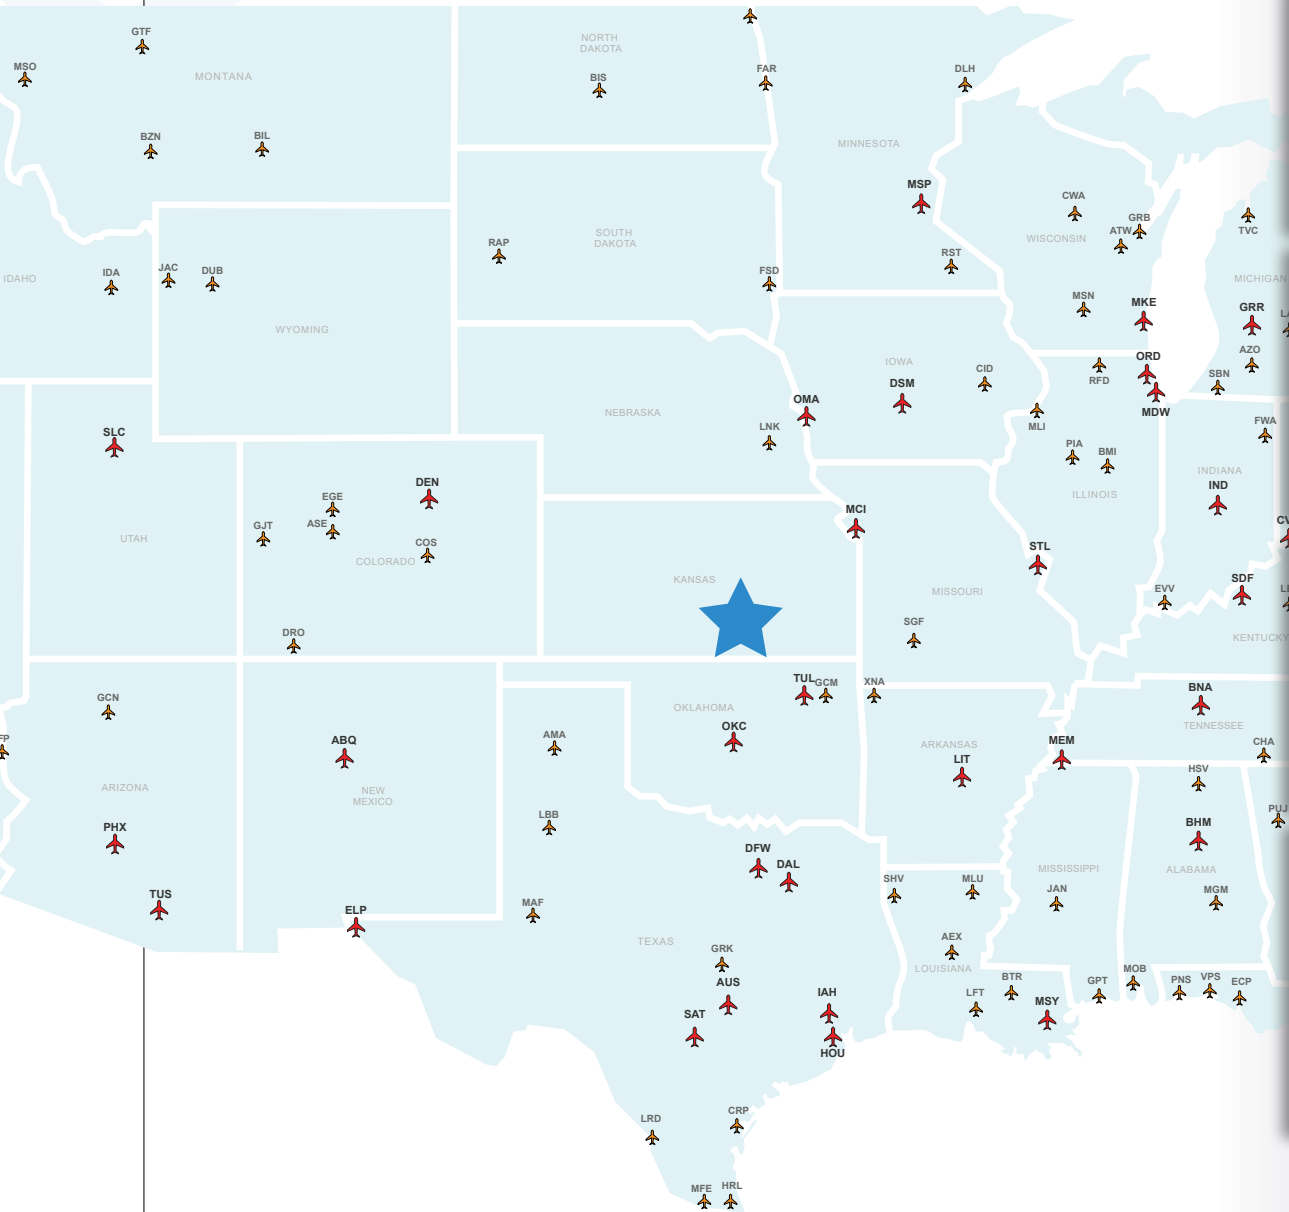 GTF
NORTH
DAKOTA
MSO
MONTANA
BIS
FAR
DLH
BZN
BIL
MINNESOTA
MSP
CWA
GRB
ATW
TVC
RAP
SOUTH
DAKOTA
WISCONSIN
RST
IDAHO
IDA
JAC
DUB
FSD
MICHIGAN
MSN
MKE
GRR
WYOMING
IOWA
ORD
AZO
CID
RFD
SBN
DSM
OMA
NEBRASKA
MDW
LNK
MLI
FWA
SLC
PIA
BMI
INDIANA
DEN
IND
EGE
ILLINOIS
MCI
GJT
ASE
UTAH
COS
COLORADO
STL
KANSAS
SDF
MISSOURI
EVV
SGF
DRO
KENTUCKY
TUL
GCM
XNA
BNA
GCN
OKLAHOMA
TENNESSEE
OKC
AMA
ABQ
ARKANSAS
MEM
CHA
LIT
HSV
ARIZONA
NEW
MEXICO
LBB
PUJ
PHX
BHM
DFW
DAL
MISSISSIPPI
ALABAMA
SHV
MLU
JAN
MGM
TUS
MAF
ELP
TEXAS
GRK
AEX
LOUISIANA
BTR
GPT
MOB
PNS
VPS
ECP
AUS
IAH
LFT
MSY
SAT
HOU
LRD
CRP
MFE
HRL